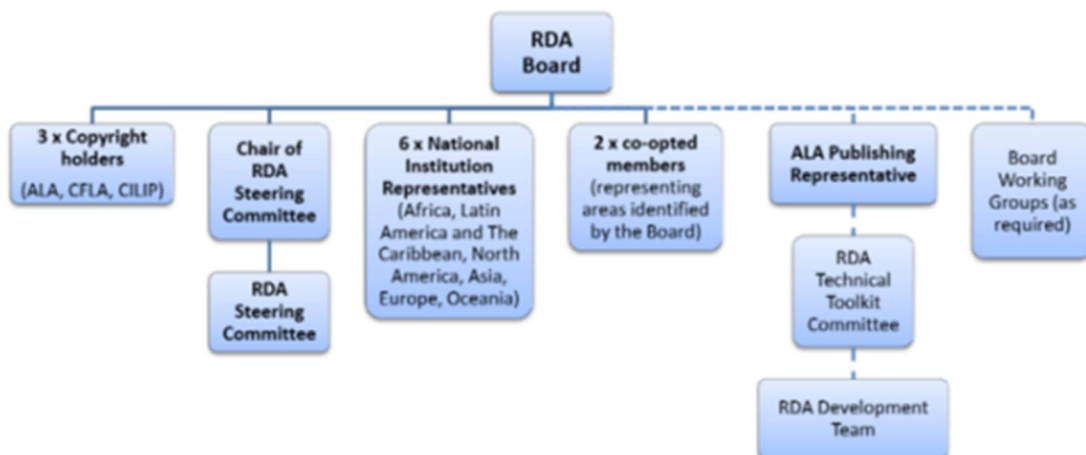 RDA
Board
3 x Copyright
holders
(ALA, CFLA, CILIP)
Chair of
RDA
Steering
Committee
RDA
Steering
Committee
6 x National
Institution
Representatives
(Africa, Latin
America and The
Caribbean, North
America, Asia,
Europe, Oceania)
2 x co-opted
members
(representing
areas identified
by the Board)
ALA Publishing
Representative
RDA
Technical
Toolkit
Committee
RDA Development
Team
Board
Working
Groups (as
required)